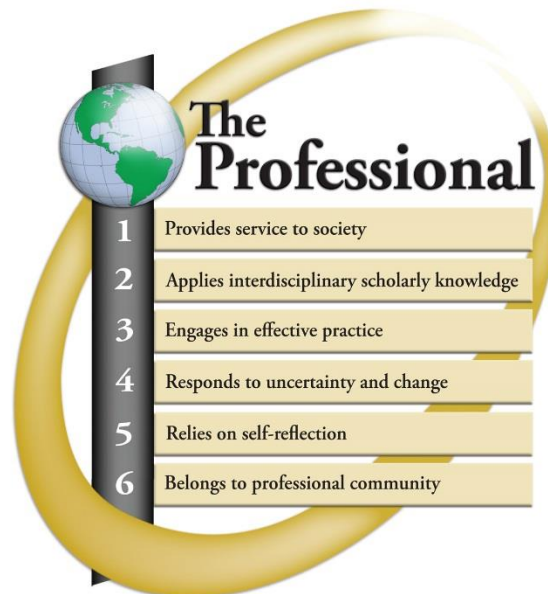 The
Professional
1 Provides service to society
2 Applies interdisciplinary scholarly knowledge
3 Engages in effective practice
4 Responds to uncertainty and change
5 Relies on self-reflection
6 Belongs to professional community